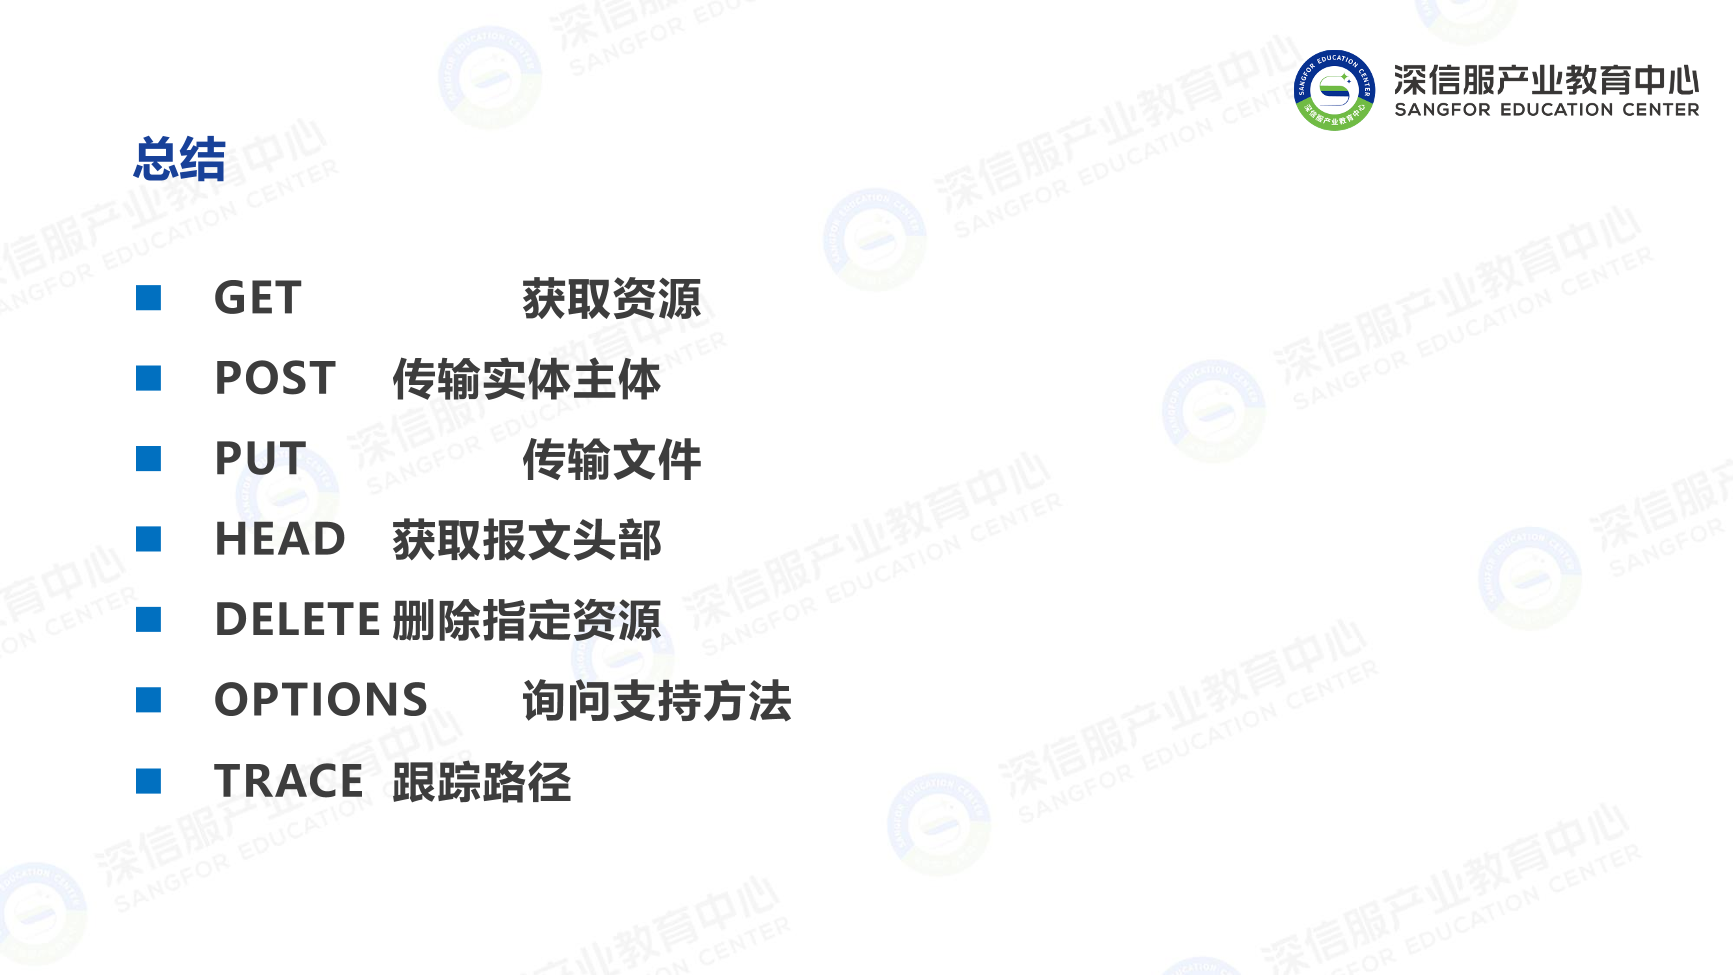 深信服产业教育中心
SANGFOR EDUCATION CENTER
总结
GET 获取资源
POST 传输实体主体
PUT 传输文件
HEAD 获取报文头部
DELETE 删除指定资源
OPTIONS 询问支持方法
TRACE 跟踪路径